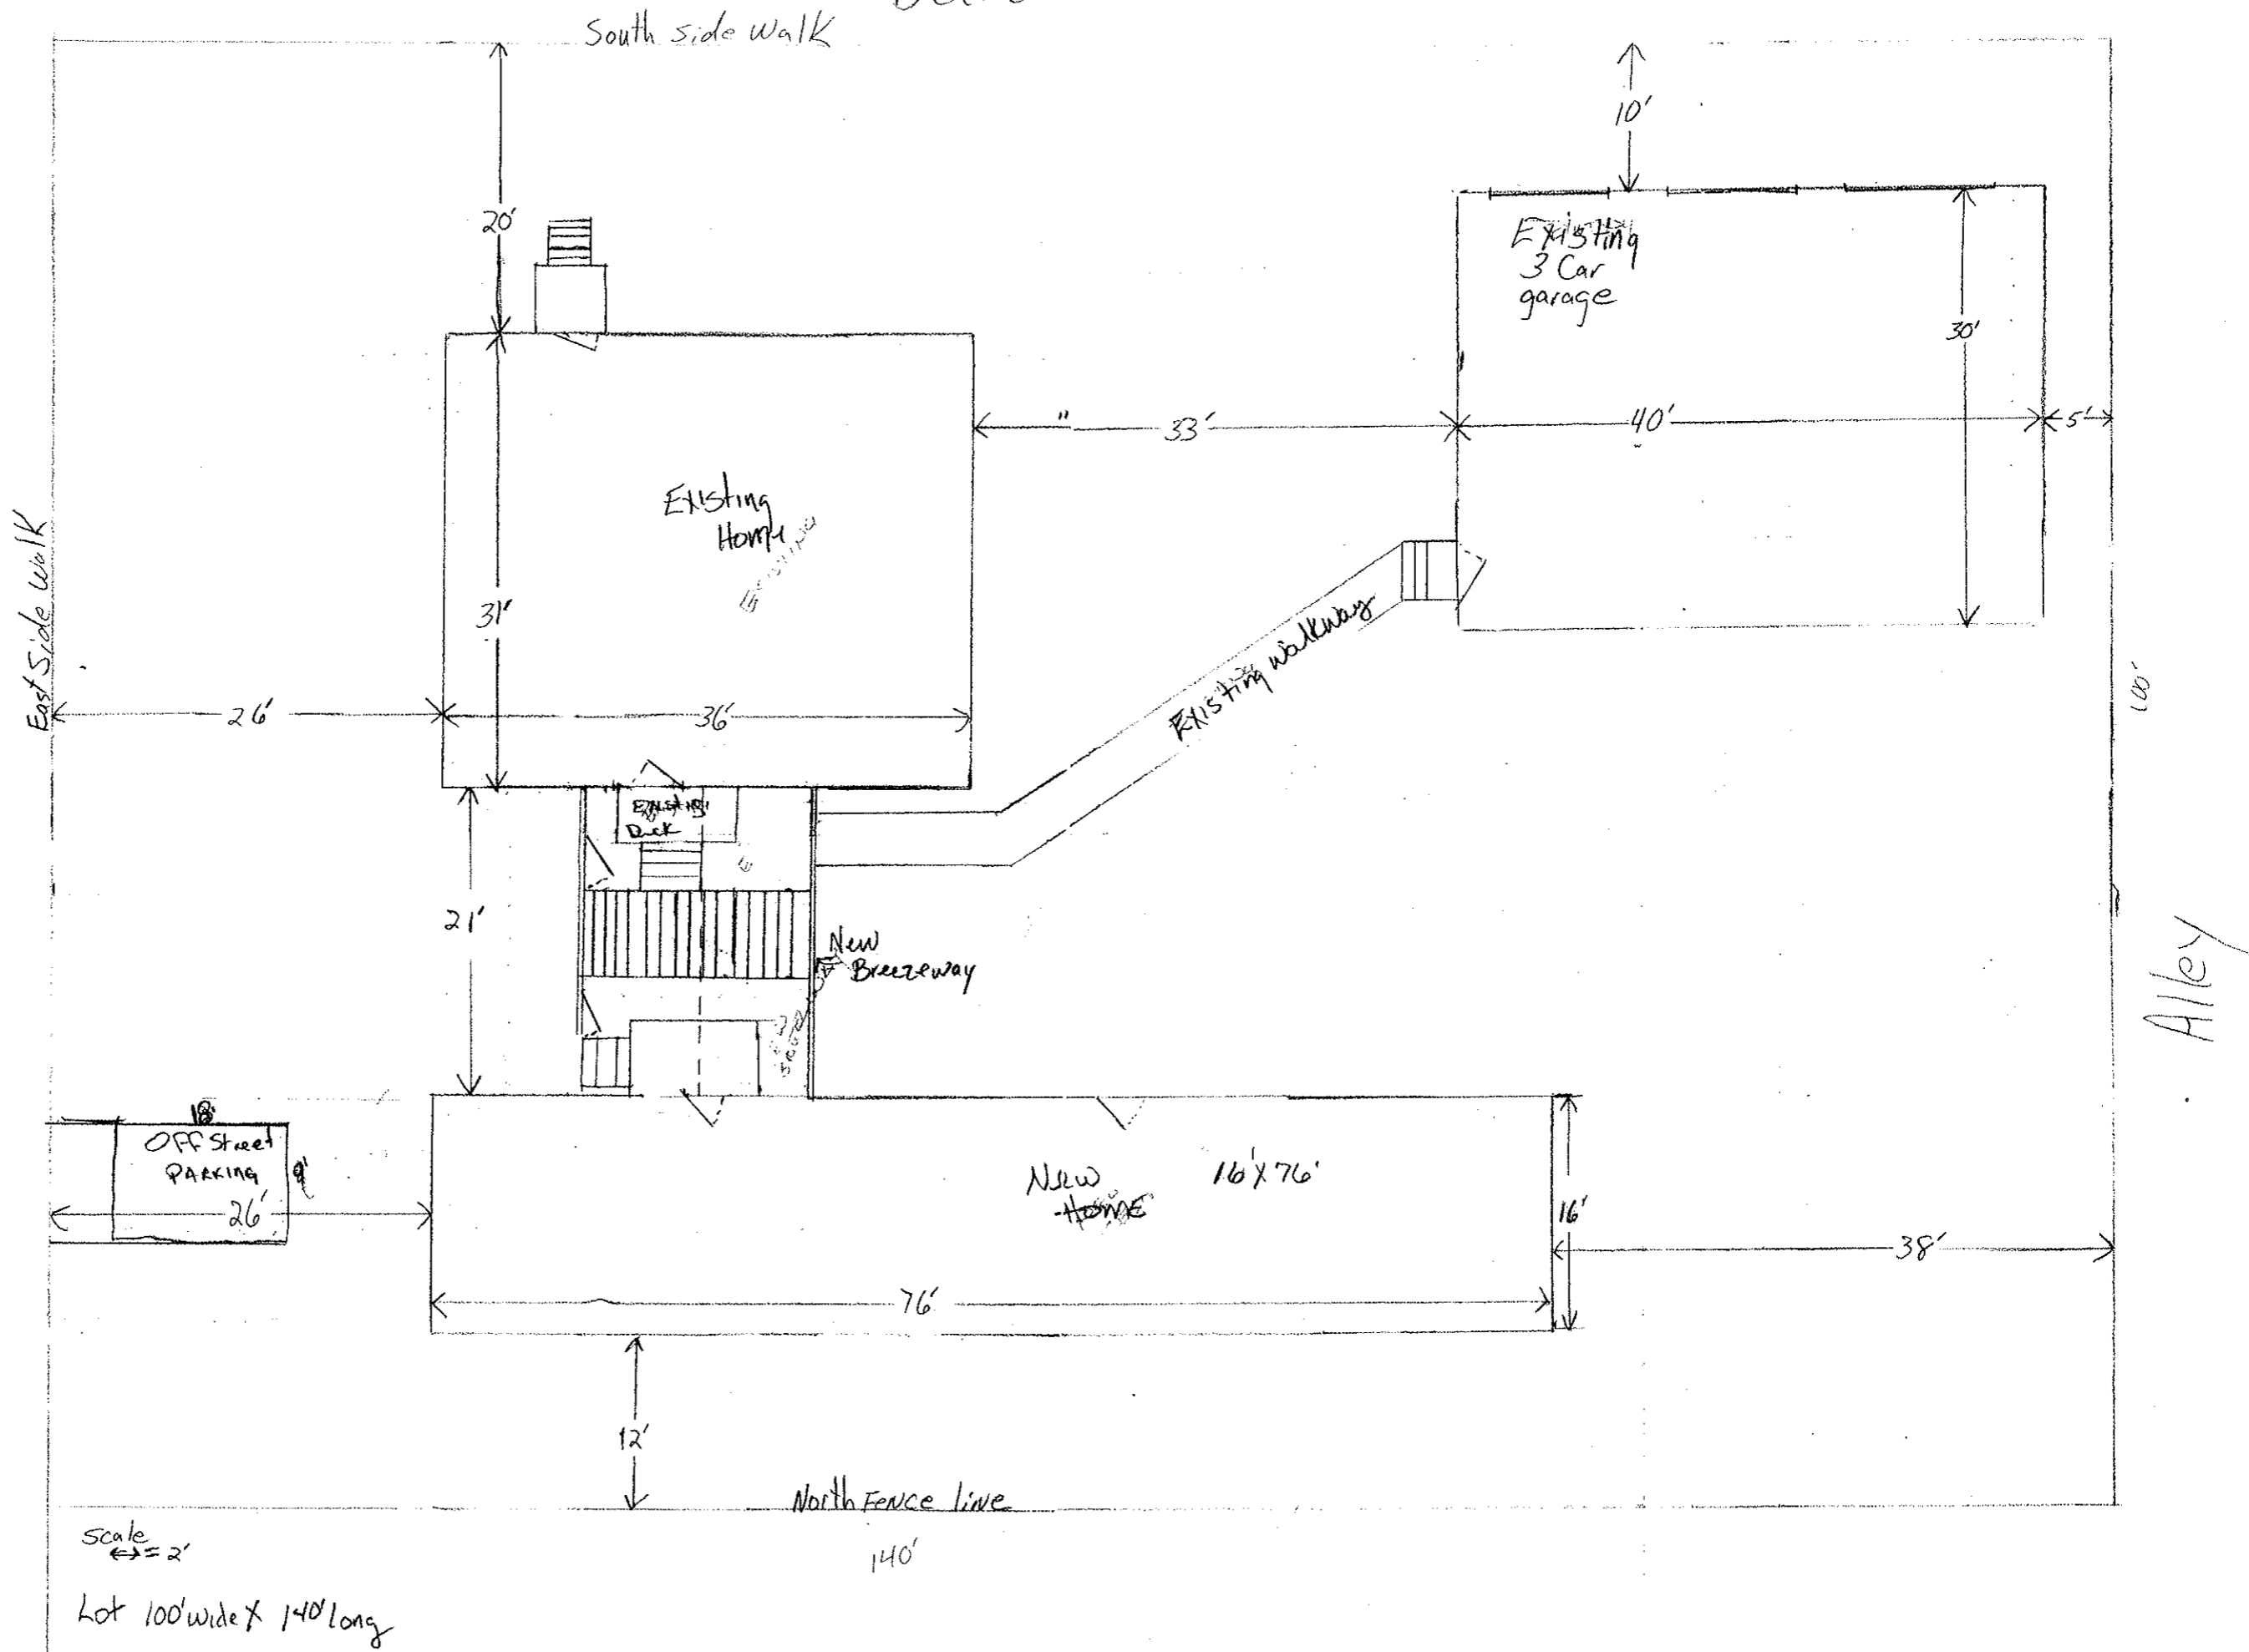 South side walk
10'
20'
Existing
3 Car
garage
30'
33'
40'
5'
Existing
Home
East Side walk
31'
Existing walkway
100'
26'
36'
Existing
Deck
21'
New
Breezeway
Alley
18'
OFF Street
PARKING
9'
26'
New
Home
16'X76'
16'
38'
76'
12'
North Fence line
140'
scale
↔ = 2'
Lot 100' wide X 140' long